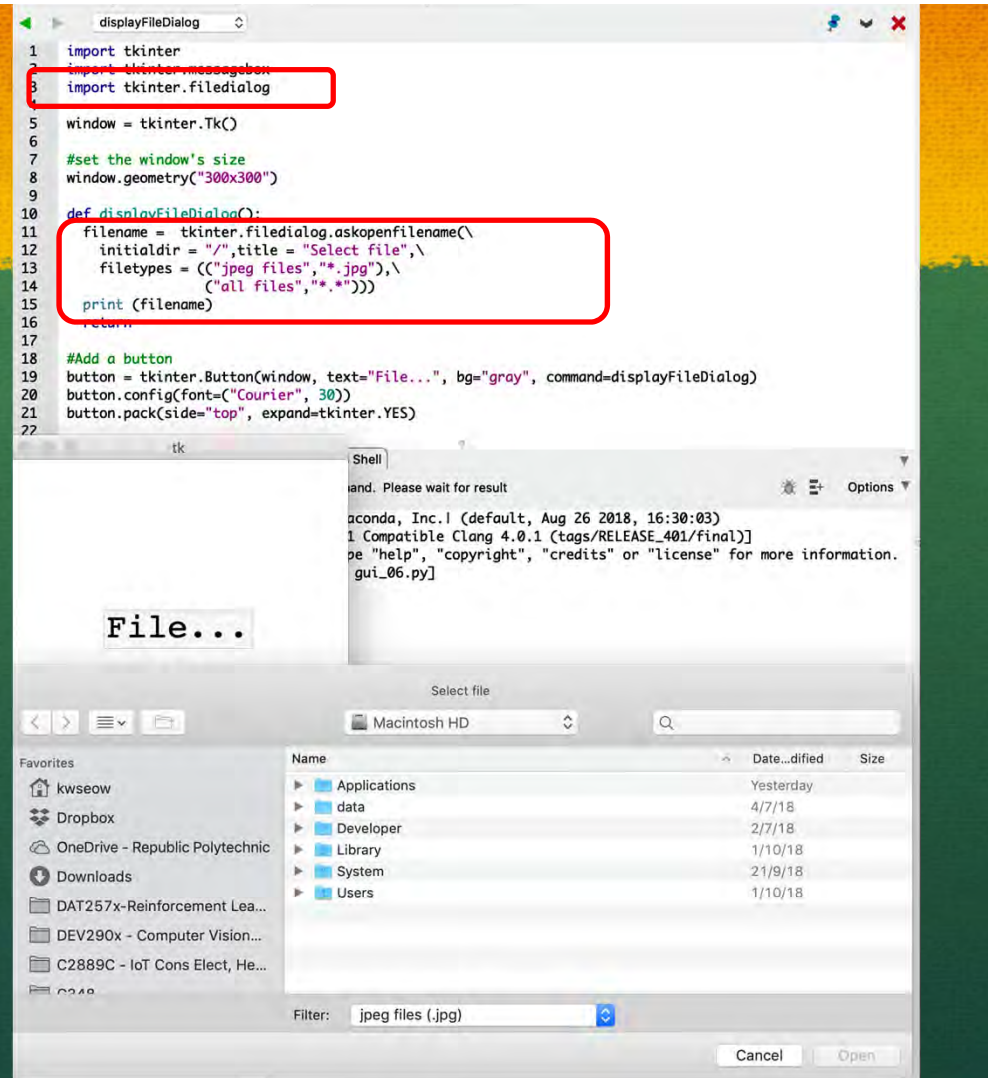 displayFileDialog
1 import tkinter
2 import tkinter.messagebox
3 import tkinter.filedialog
4
5 window = tkinter.Tk()
6
7 #set the window's size
8 window.geometry("300x300")
9
10 def displayFileDialog():
11 filename =  tkinter.filedialog.askopenfilename(\
12 initialdir = "/",title = "Select file",\
13 filetypes = (("jpeg files","*.jpg"),\
14 ("all files","*.*")))
15 print (filename)
16 return
17
18 #Add a button
19 button = tkinter.Button(window, text="File...", bg="gray", command=displayFileDialog)
20 button.config(font=("Courier", 30))
21 button.pack(side="top", expand=tkinter.YES)
22
tk
Shell
and. Please wait for result
Options
aconda, Inc.| (default, Aug 26 2018, 16:30:03)
1 Compatible Clang 4.0.1 (tags/RELEASE_401/final)]
pe "help", "copyright", "credits" or "license" for more information.
gui_06.py]
File...
Select file
Macintosh HD
Favorites
Name Date...dified Size
kwseow
Dropbox
OneDrive - Republic Polytechnic
Downloads
DAT257x-Reinforcement Lea...
DEV290x - Computer Vision...
C2889C - IoT Cons Elect, He...
Applications Yesterday
data 4/7/18
Developer 2/7/18
Library 1/10/18
System 21/9/18
Users 1/10/18
Filter: jpeg files (.jpg)
Cancel Open